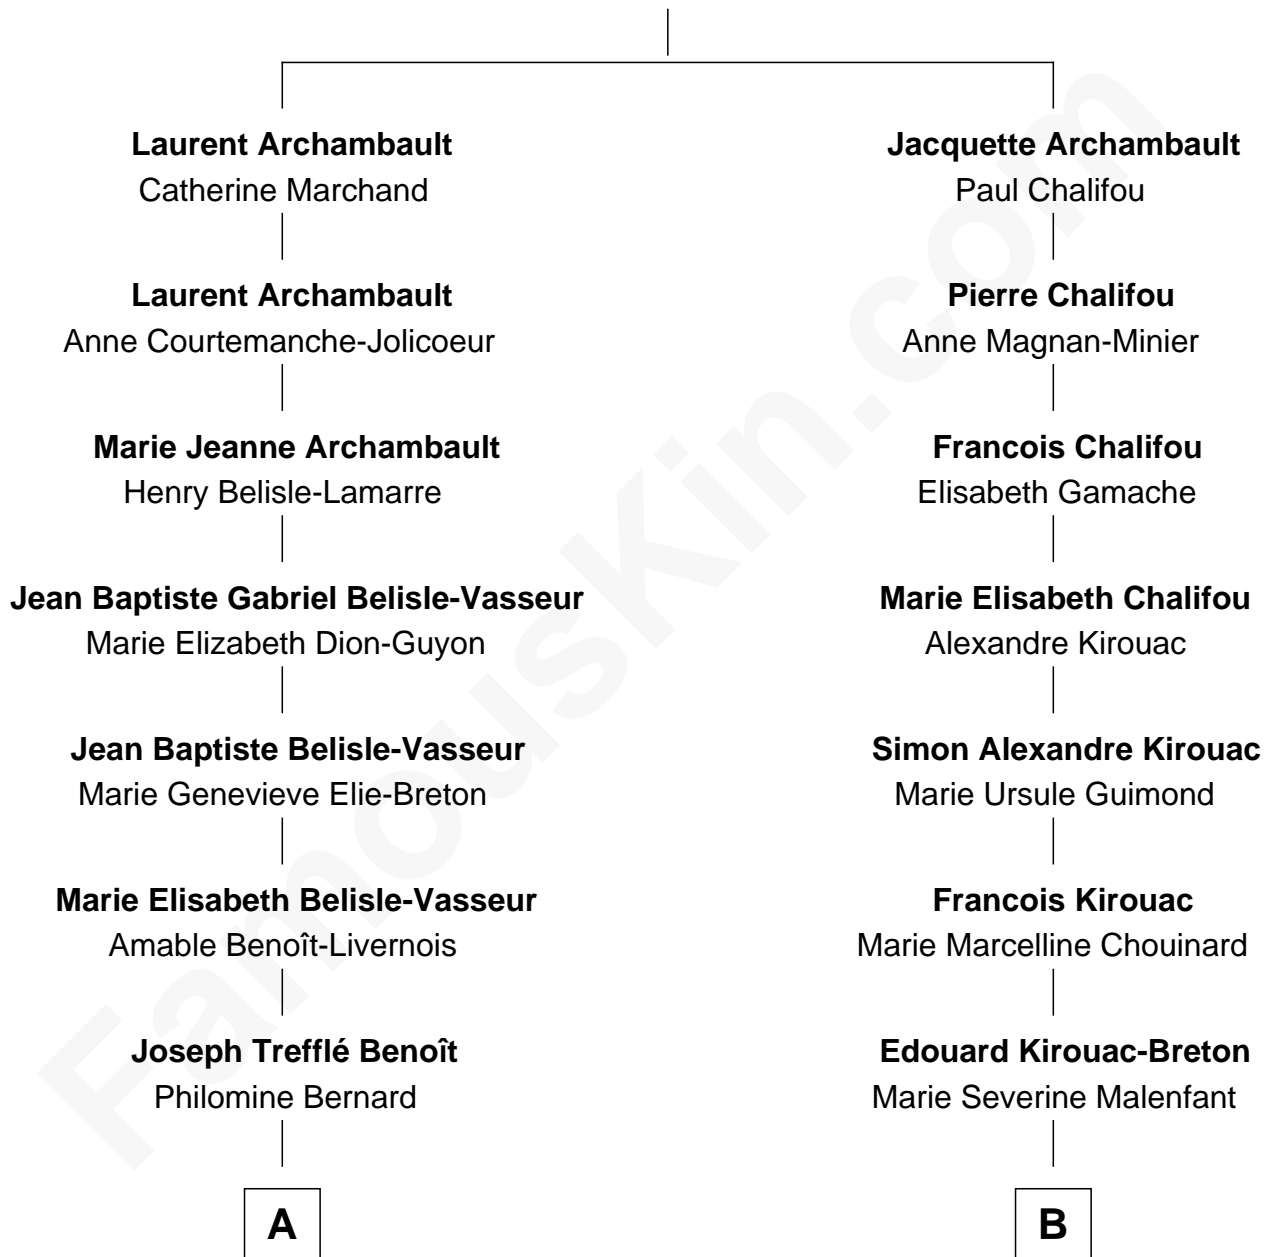 Laurent Archambault
Catherine Marchand
Laurent Archambault
Anne Courtemanche-Jolicoeur
Marie Jeanne Archambault
Henry Belisle-Lamarre
Jean Baptiste Gabriel Belisle-Vasseur
Marie Elizabeth Dion-Guyon
Jean Baptiste Belisle-Vasseur
Marie Genevieve Elie-Breton
Marie Elisabeth Belisle-Vasseur
Amable Benoît-Livernois
Joseph Trefflé Benoît
Philomine Bernard
A
Jacquette Archambault
Paul Chalifou
Pierre Chalifou
Anne Magnan-Minier
Francois Chalifou
Elisabeth Gamache
Marie Elisabeth Chalifou
Alexandre Kirouac
Simon Alexandre Kirouac
Marie Ursule Guimond
Francois Kirouac
Marie Marcelline Chouinard
Edouard Kirouac-Breton
Marie Severine Malenfant
B
FamousKin.com